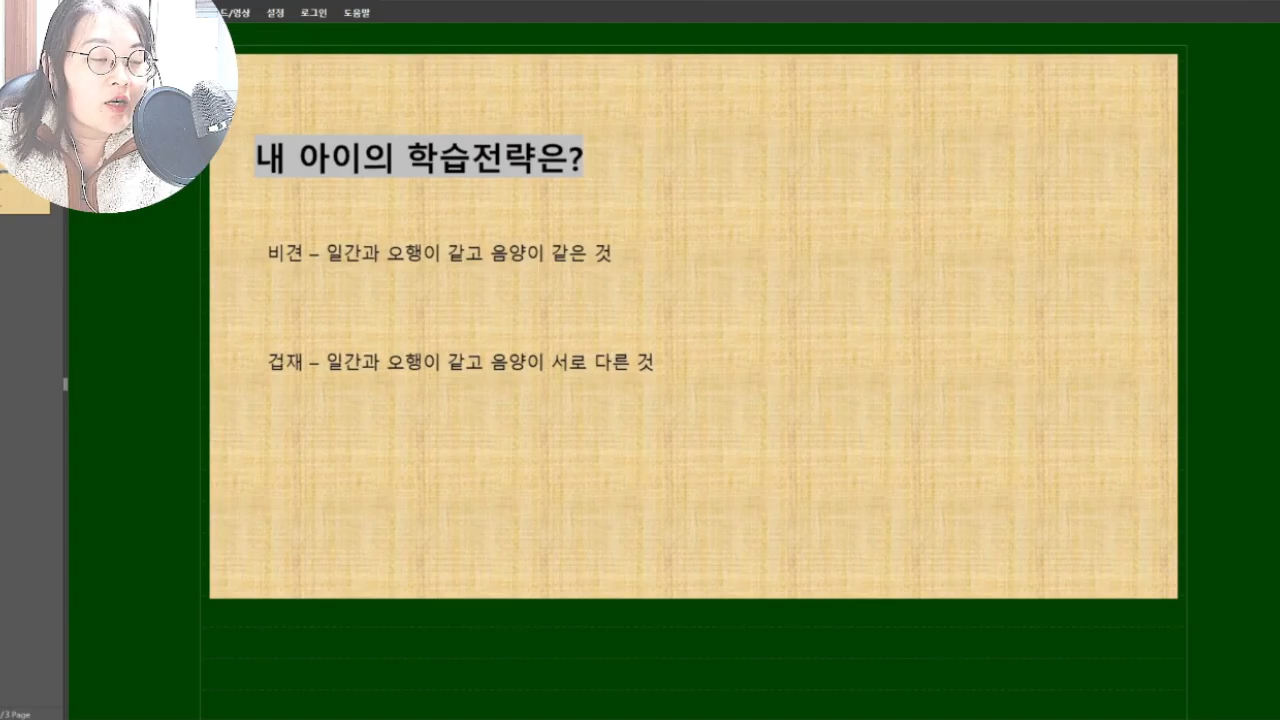 설정 로그인 도움말
내 아이의 학습전략은?
비견 – 일간과 오행이 같고 음양이 같은 것
겁재 – 일간과 오행이 같고 음양이 서로 다른 것
/3 Page